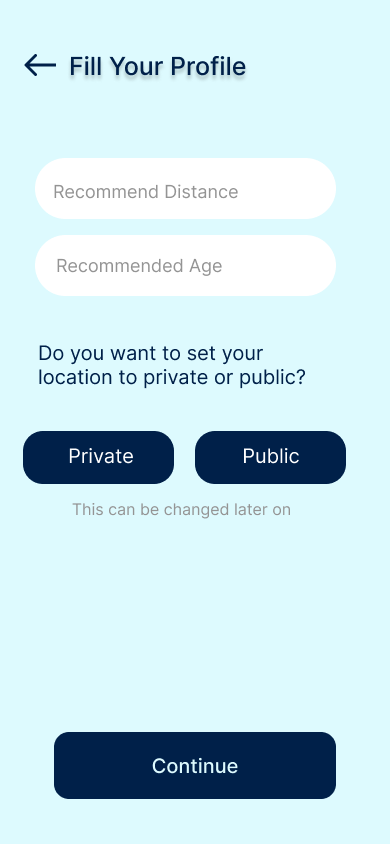 Fill Your Profile
Recommend Distance
Recommended Age
Do you want to set your
location to private or public?
Private
Public
This can be changed later on
Continue